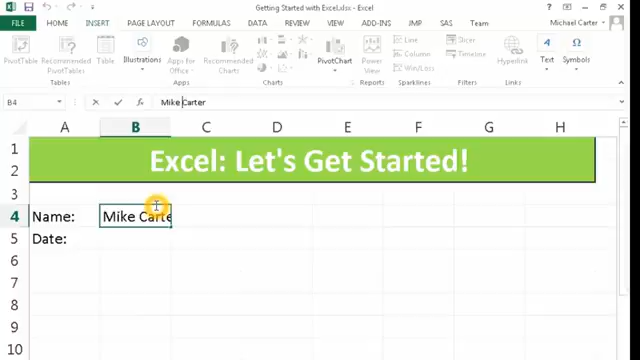 Getting Started with Excel.xlsx - Excel
FILE HOME INSERT PAGE LAYOUT FORMULAS DATA REVIEW VIEW ADD-INS JMP SAS Team Michael Carter
PivotTable Recommended PivotTables Table Illustrations Apps for Office Recommended Charts PivotChart Power View Line Column Win/Loss Slicer Timeline Hyperlink Text Symbols
Tables Apps Charts Reports Sparklines Filters Links
B4 fx Mike Carter
A B C D E F G H
1
Excel: Let's Get Started!
2
3
4 Name: Mike Carte
5 Date:
6
7
8
9
10